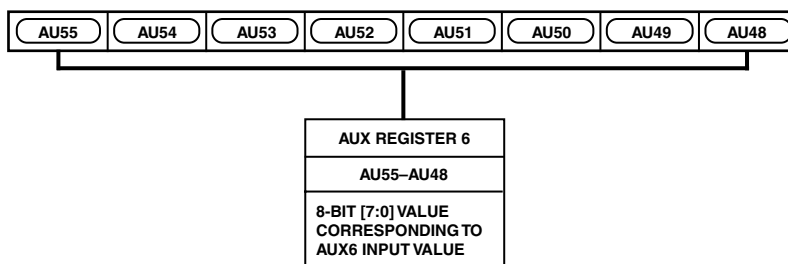 AU55 AU54 AU53 AU52 AU51 AU50 AU49 AU48
AUX REGISTER 6
AU55–AU48
8-BIT [7:0] VALUE
CORRESPONDING TO
AUX6 INPUT VALUE